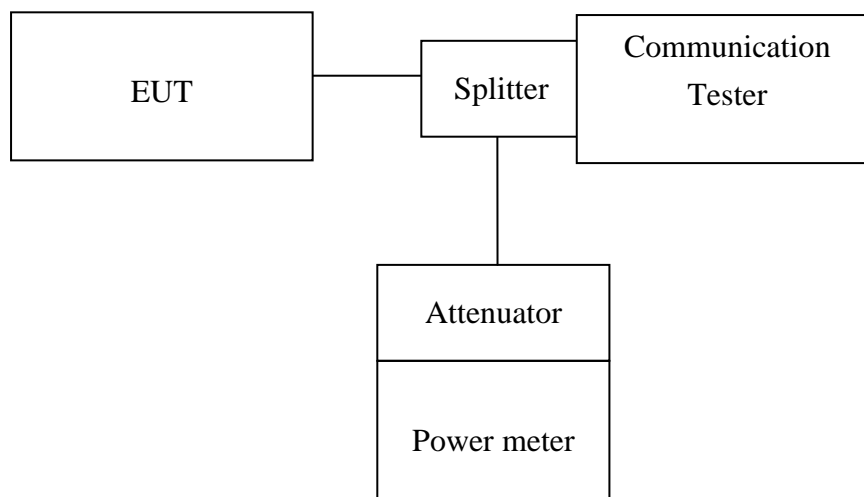 EUT
Splitter
Communication
Tester
Attenuator
Power meter